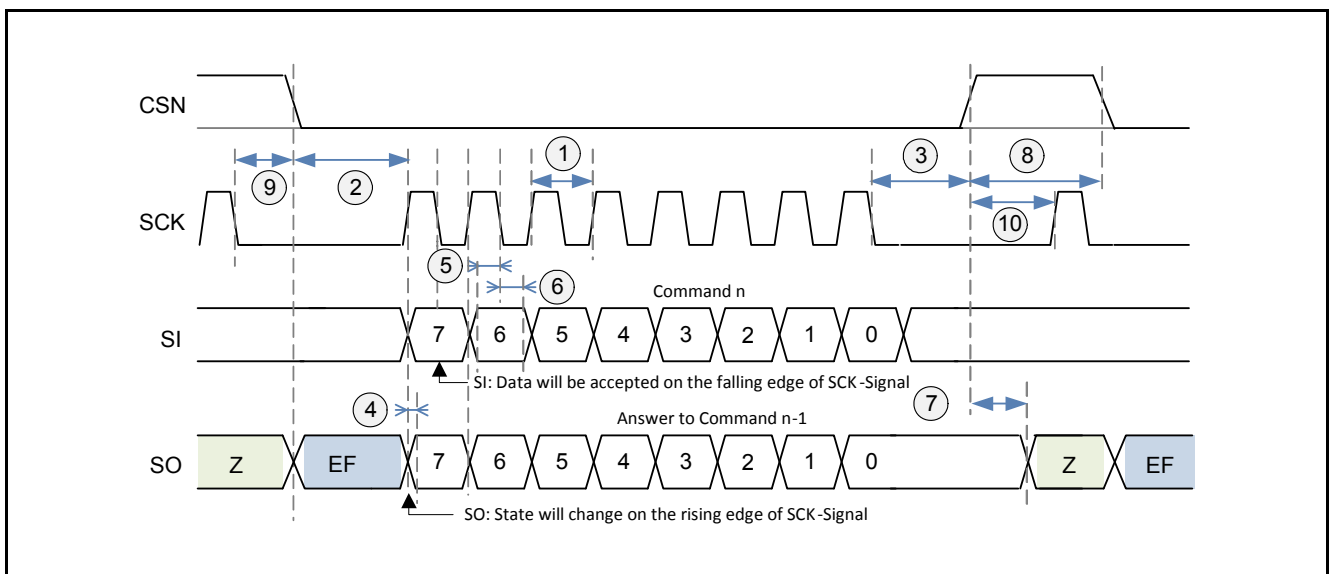 CSN
3
8
1
9
2
SCK
10
5
6
Command n
SI
7 6 5 4 3 2 1 0
SI: Data will be accepted on the falling edge of SCK-Signal
4
7
Answer to Command n-1
SO
Z EF 7 6 5 4 3 2 1 0 Z EF
SO: State will change on the rising edge of SCK-Signal